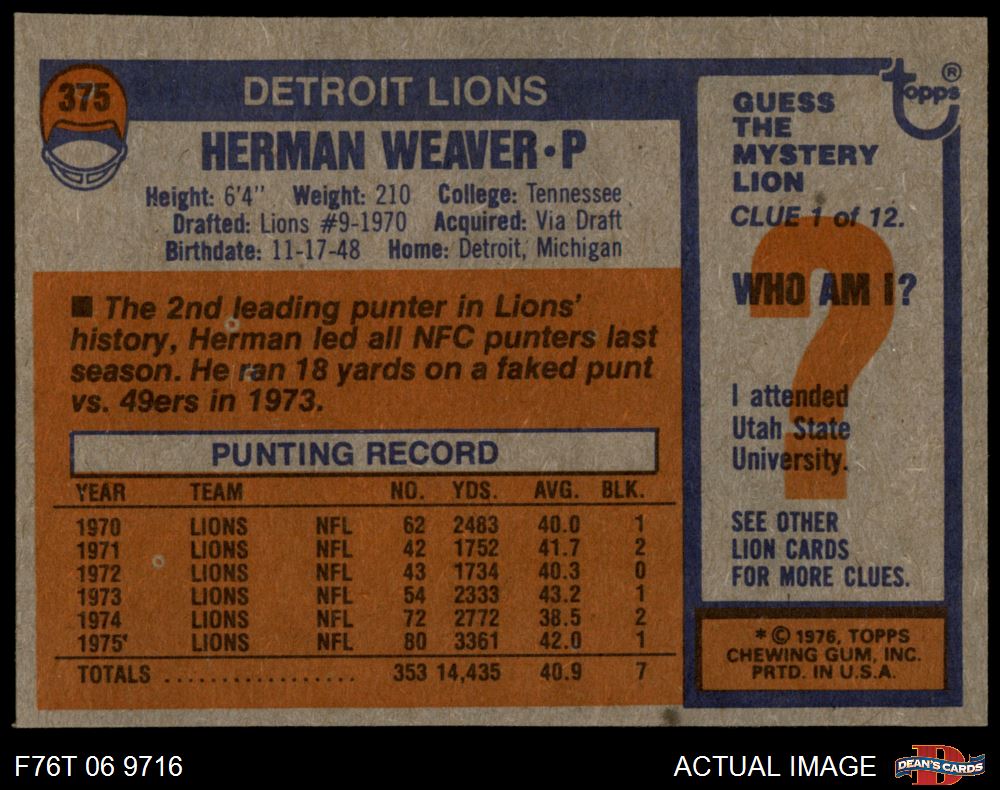 375
DETROIT LIONS
HERMAN WEAVER • P
Height: 6'4" Weight: 210 College: Tennessee
Drafted: Lions #9-1970 Acquired: Via Draft
Birthdate: 11-17-48 Home: Detroit, Michigan
■ The 2nd leading punter in Lions'
history, Herman led all NFC punters last
season. He ran 18 yards on a faked punt
vs. 49ers in 1973.
PUNTING RECORD
YEAR TEAM NO. YDS. AVG. BLK.
1970 LIONS NFL 62 2483 40.0 1
1971 LIONS NFL 42 1752 41.7 2
1972 LIONS NFL 43 1734 40.3 0
1973 LIONS NFL 54 2333 43.2 1
1974 LIONS NFL 72 2772 38.5 2
1975 LIONS NFL 80 3361 42.0 1
TOTALS ................. 353 14,435 40.9 7
topps ®
GUESS
THE
MYSTERY
LION
CLUE 1 of 12.
?
WHO AM I?
I attended
Utah State
University.
SEE OTHER
LION CARDS
FOR MORE CLUES.
* © 1976, TOPPS
CHEWING GUM, INC.
PRTD. IN U.S.A.
F76T 06 9716
ACTUAL IMAGE
D
DEAN'S CARDS